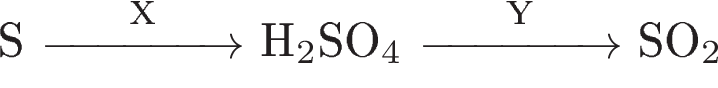 S —X→ H₂SO₄ —Y→ SO₂